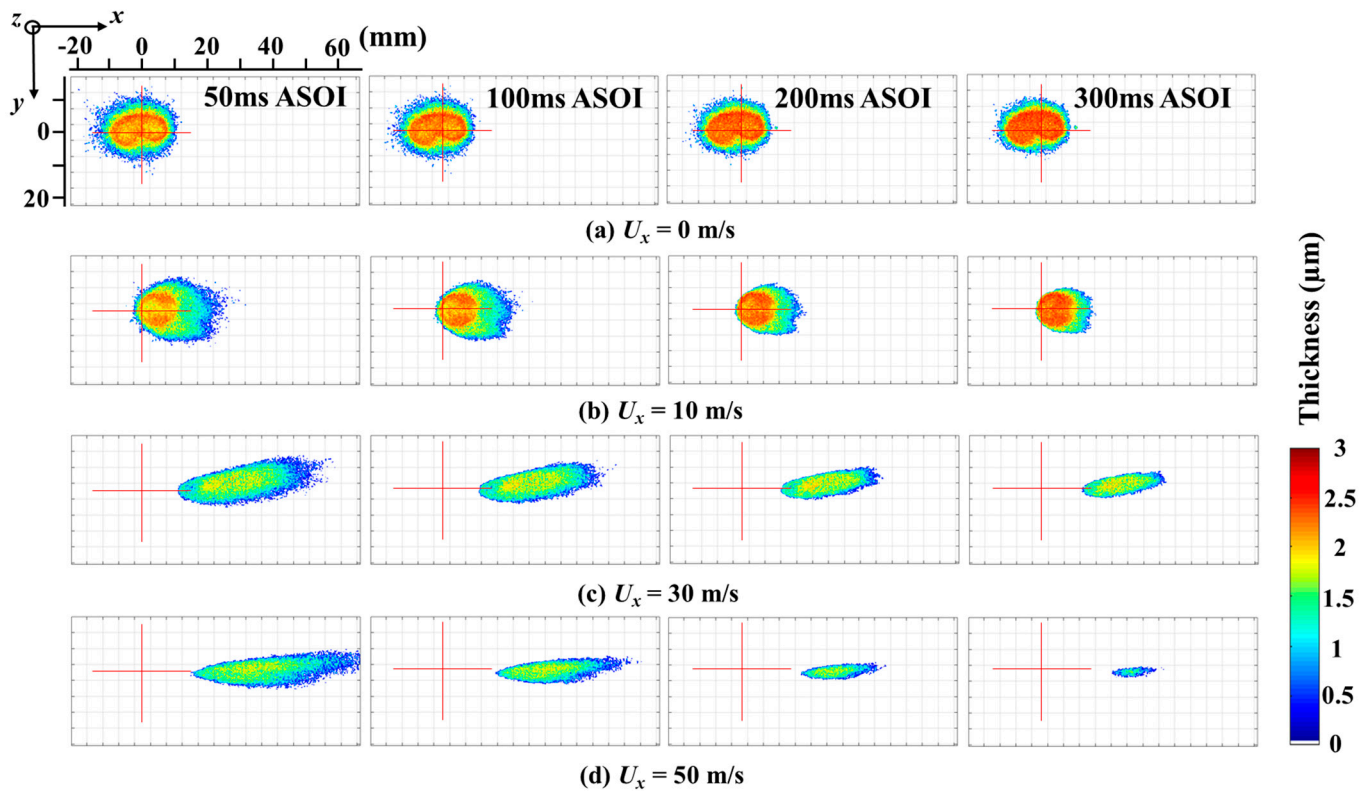 z x
-20 0 20 40 60 (mm)
y
0
20
50ms ASOI 100ms ASOI 200ms ASOI 300ms ASOI
(a) Ux = 0 m/s
(b) Ux = 10 m/s
(c) Ux = 30 m/s
(d) Ux = 50 m/s
Thickness (μm)
3
2.5
2
1.5
1
0.5
0